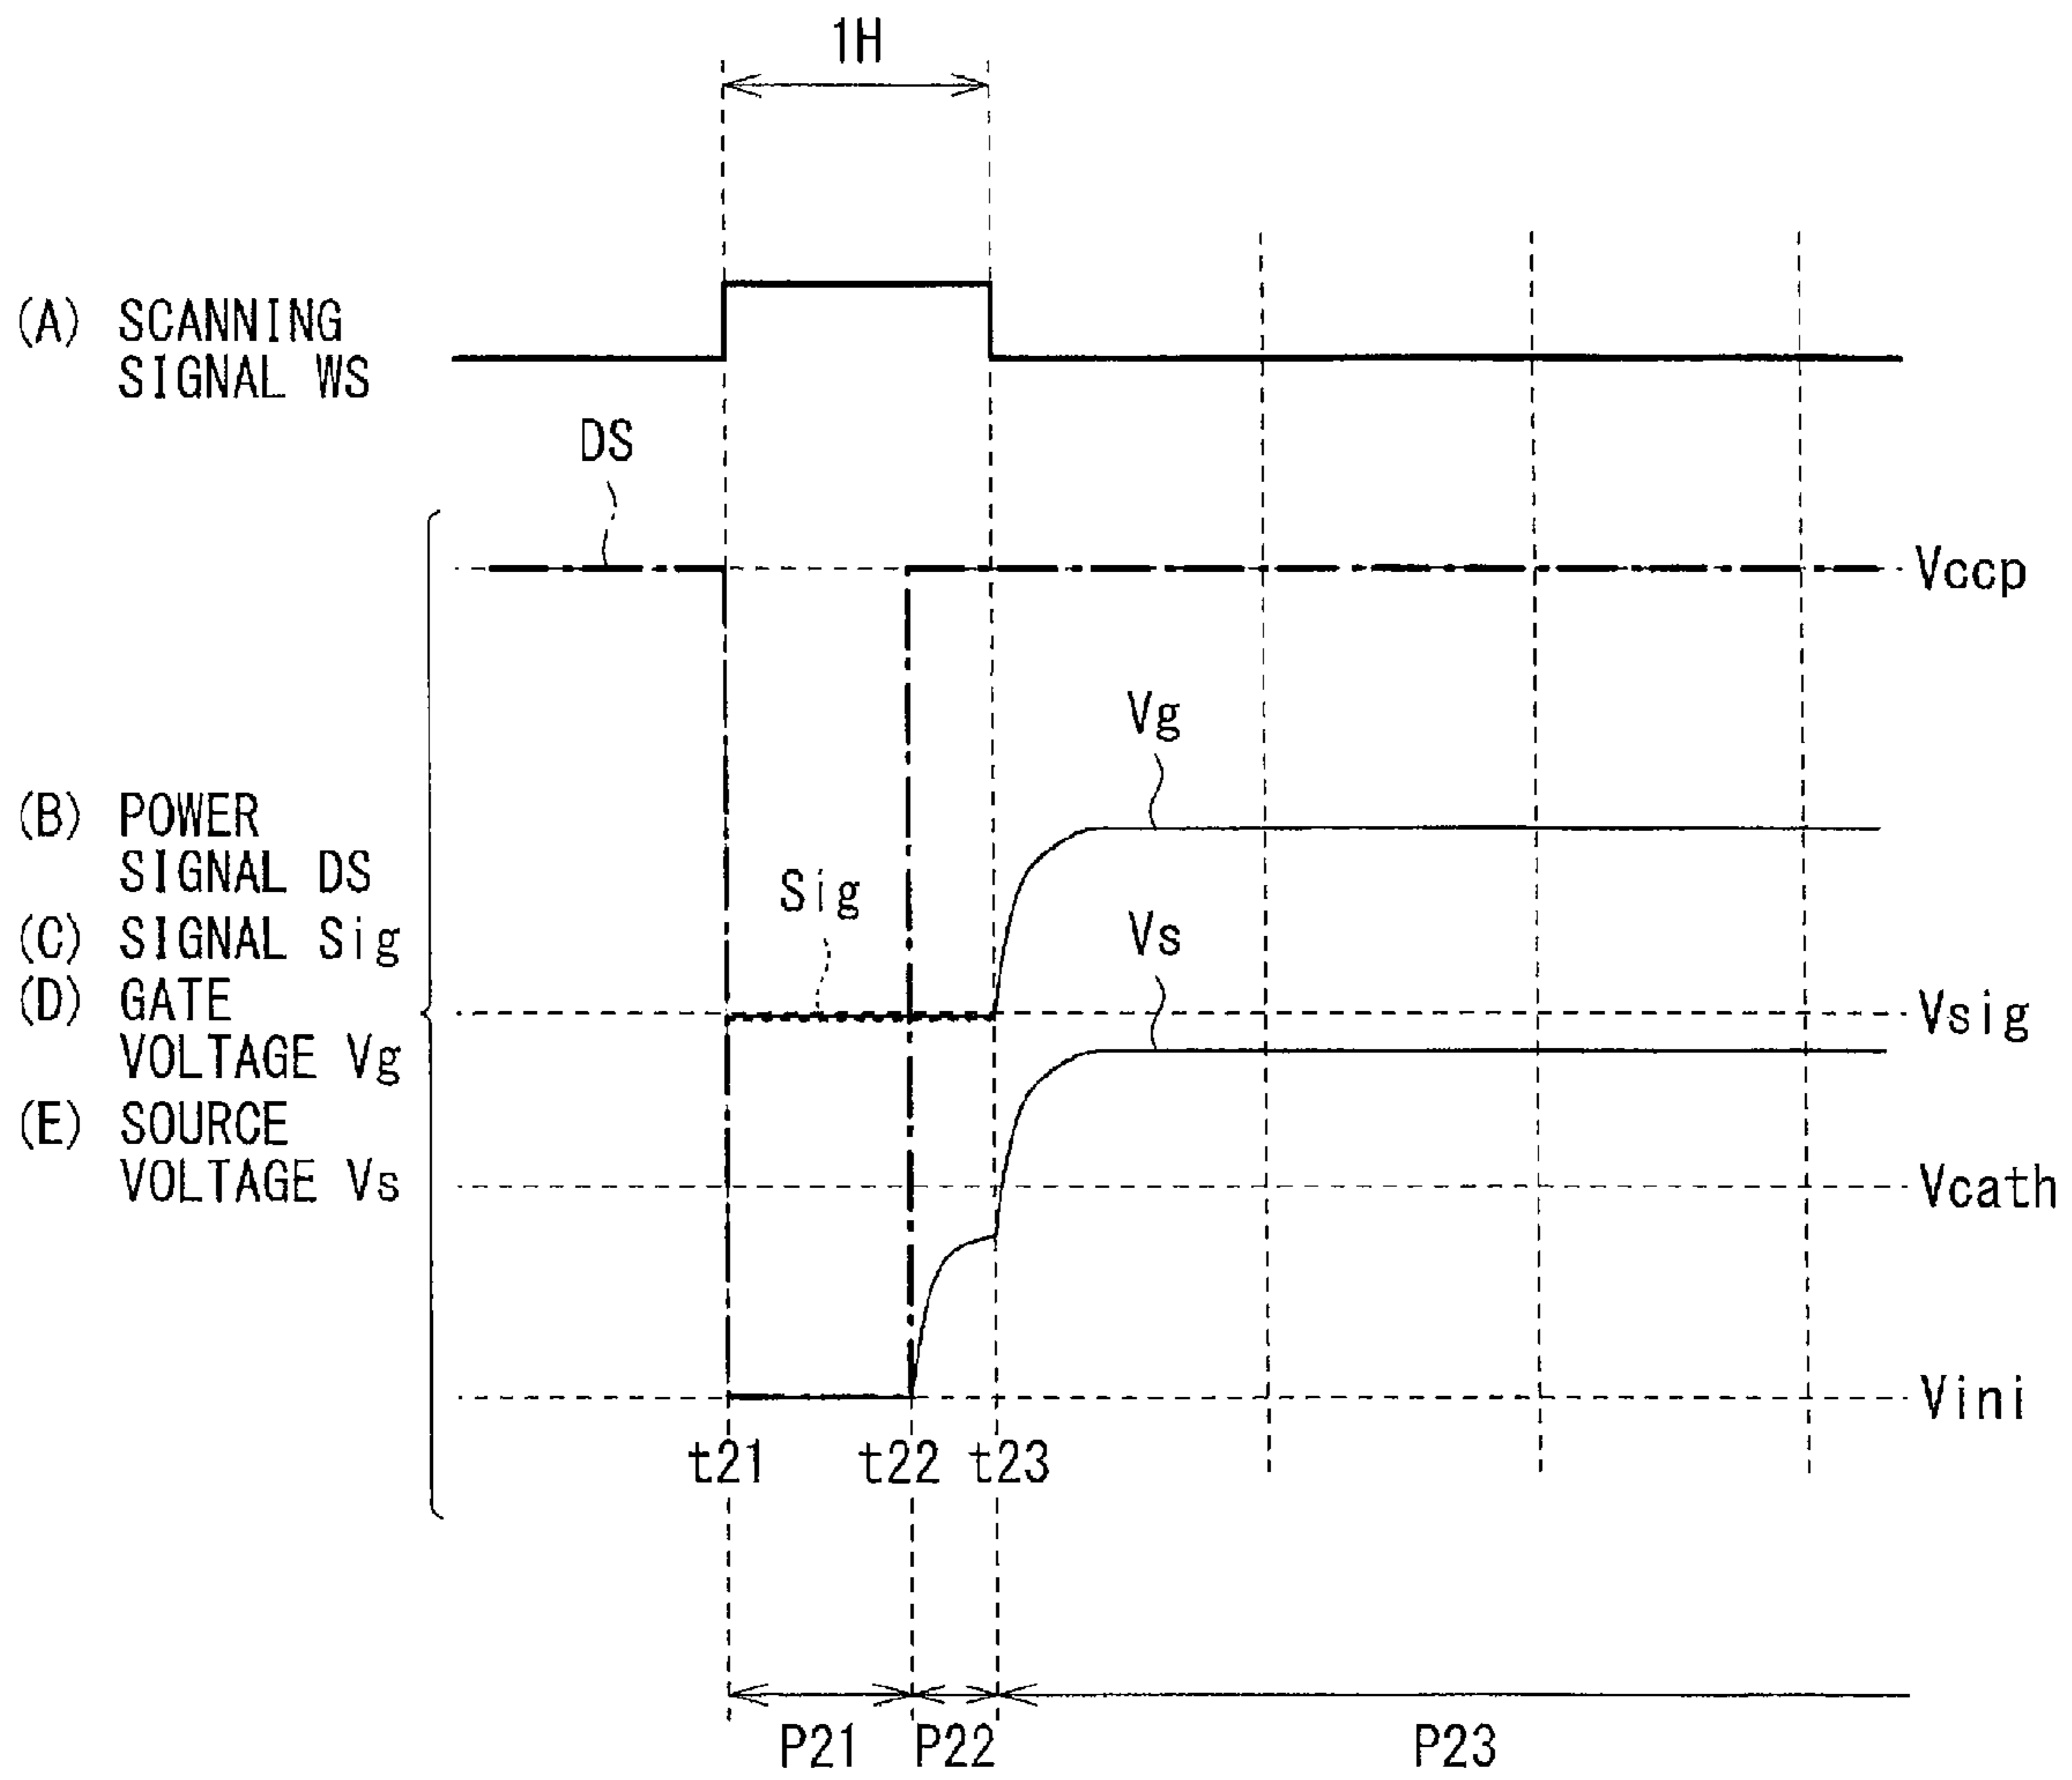 1H
(A) SCANNING
SIGNAL WS
DS
Vccp
Vg
(B) POWER
SIGNAL DS
Sig
(C) SIGNAL Sig
Vs
(D) GATE
VOLTAGE Vg
Vsig
(E) SOURCE
VOLTAGE Vs
Vcath
Vini
t21 t22 t23
P21 P22 P23